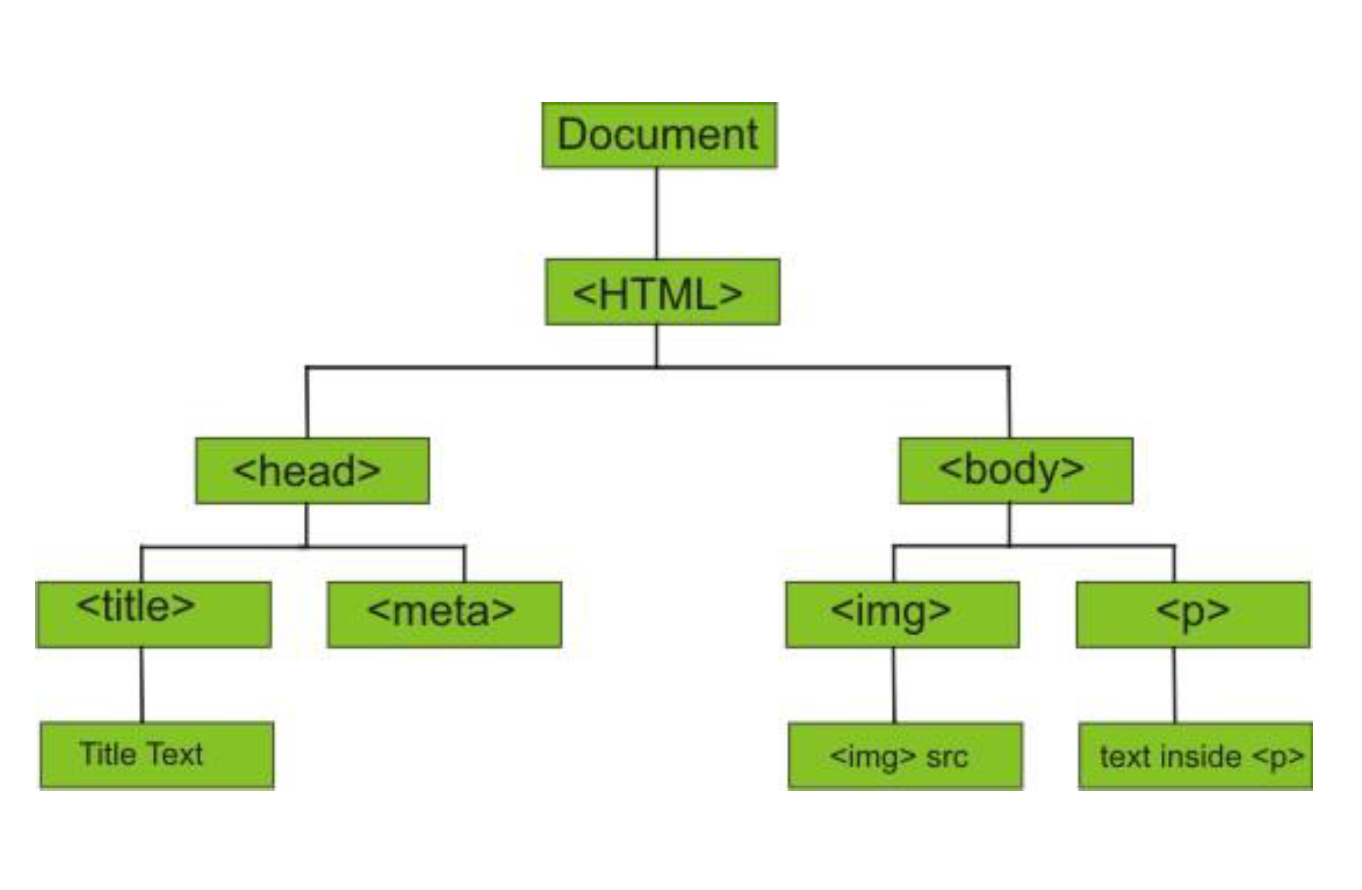 Document
<HTML>
<head>
<body>
<title>
<meta>
<img>
<p>
Title Text
<img> src
text inside <p>